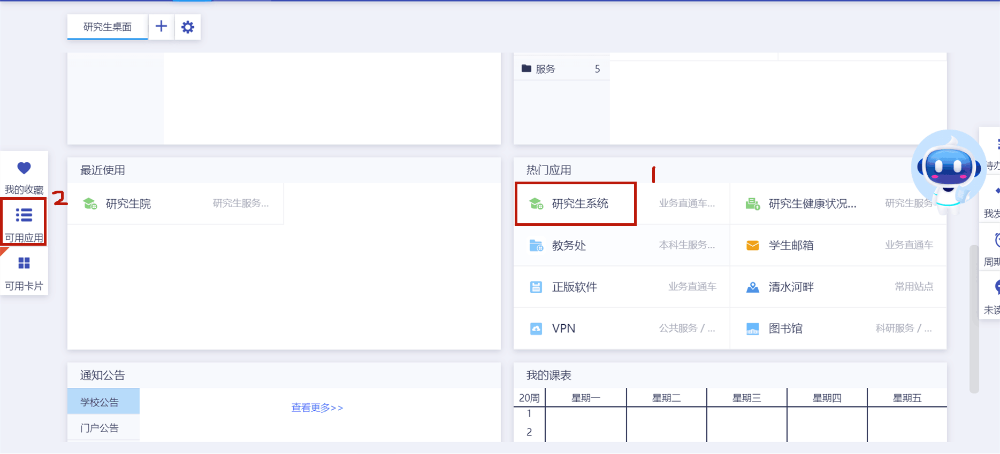 研究生桌面
服务 5
我的收藏
可用应用
可用卡片
2
最近使用
研究生院 研究生服务...
热门应用
1
研究生系统 业务直通车...
研究生健康状况... 研究生服务
教务处 本科生服务...
学生邮箱 业务直通车
正版软件 业务直通车
清水河畔 常用站点
VPN 公共服务 / ...
图书馆 科研服务 / ...
待办
我发
周期
未读
通知公告
学校公告
门户公告
查看更多>>
我的课表
20周 星期一 星期二 星期三 星期四 星期五
1
2